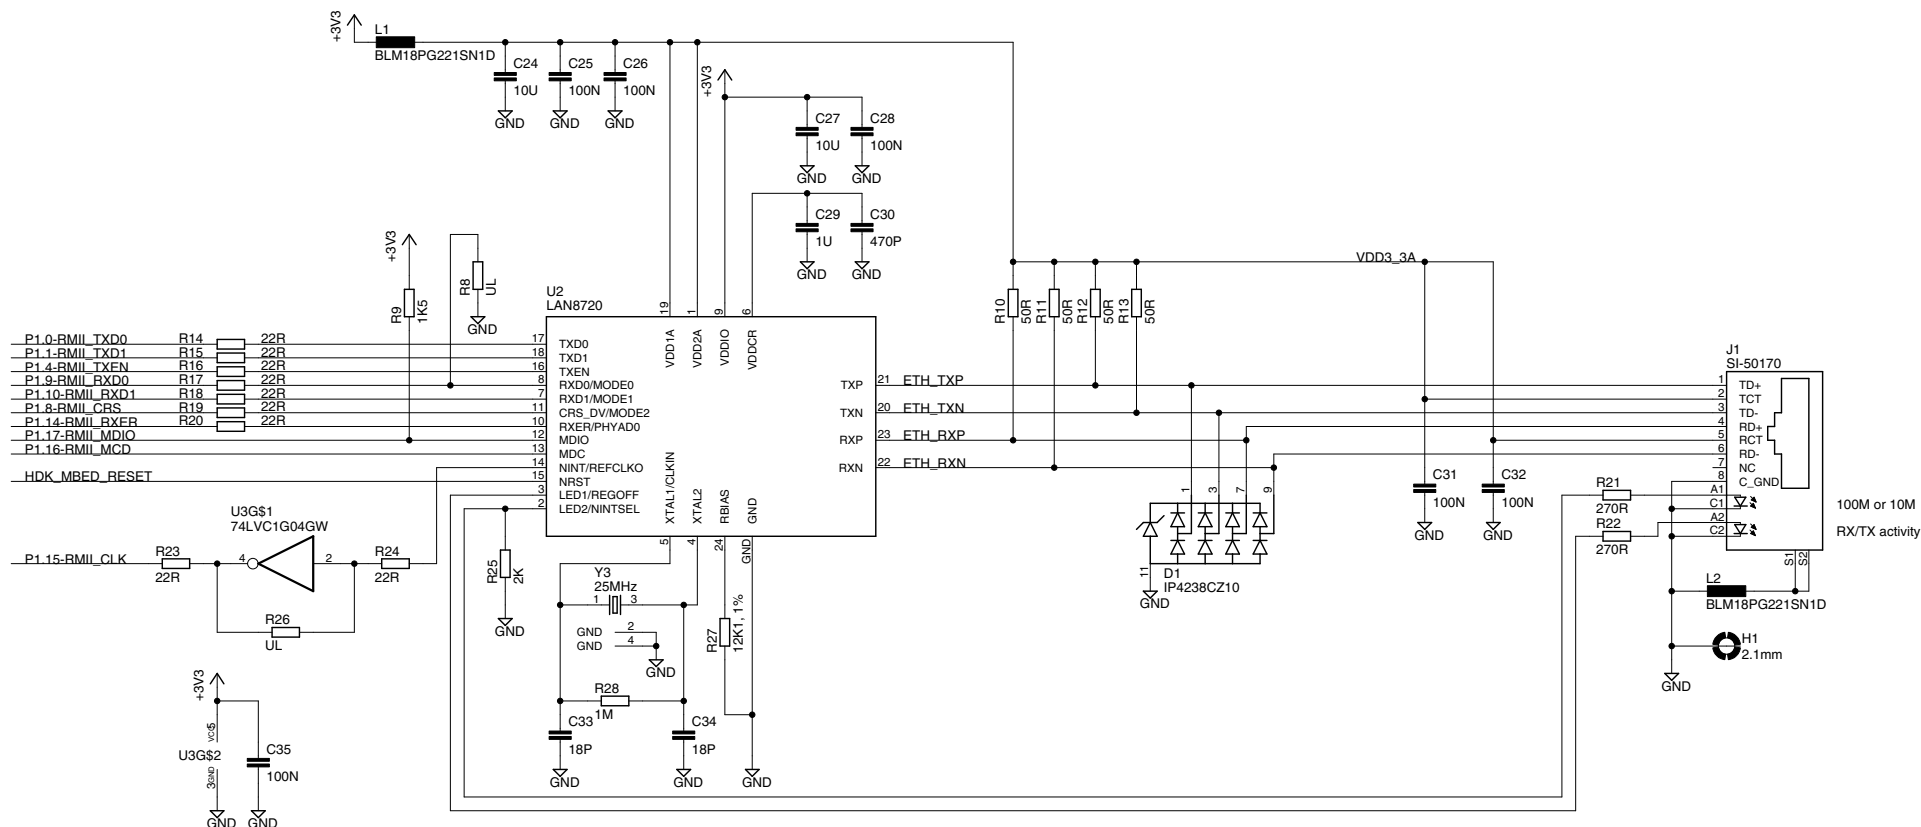 +3V3
L1
BLM18PG221SN1D
C24
10U
GND
C25
100N
GND
C26
100N
GND
+3V3
C27
10U
GND
C28
100N
GND
C29
1U
GND
C30
470P
GND
+3V3
R9
1K5
R8
UL
GND
U2
LAN8720
19
1
9
6
VDD1A
VDD2A
VDDIO
VDDCR
VDD3_3A
R10
50R
R11
50R
R12
50R
R13
50R
P1.0-RMII_TXD0 R14 22R 17 TXD0
P1.1-RMII_TXD1 R15 22R 18 TXD1
P1.4-RMII_TXEN R16 22R 16 TXEN
P1.9-RMII_RXD0 R17 22R 8 RXD0/MODE0
P1.10-RMII_RXD1 R18 22R 7 RXD1/MODE1
P1.8-RMII_CRS R19 22R 11 CRS_DV/MODE2
P1.14-RMII_RXER R20 22R 10 RXER/PHYAD0
P1.17-RMII_MDIO 12 MDIO
P1.16-RMII_MCD 13 MDC
14 NINT/REFCLKO
HDK_MBED_RESET 15 NRST
3 LED1/REGOFF
2 LED2/NINTSEL
TXP 21 ETH_TXP
TXN 20 ETH_TXN
RXP 23 ETH_RXP
RXN 22 ETH_RXN
XTAL1/CLKIN
XTAL2
RBIAS
GND
5
4
24
GND
J1
SI-50170
1 TD+
2 TCT
3 TD-
4 RD+
5 RCT
6 RD-
7 NC
8 C_GND
A1
C1
A2
C2
S1
S2
100M or 10M
RX/TX activity
C31
100N
GND
C32
100N
GND
R21
270R
R22
270R
1
3
7
9
11
D1
IP4238CZ10
GND
L2
BLM18PG221SN1D
H1
2.1mm
GND
U3G$1
74LVC1G04GW
P1.15-RMII_CLK
R23
22R
4
2
R24
22R
R26
UL
R25
2K
GND
Y3
25MHz
1
3
GND 2
GND 4
GND
R27
12K1, 1%
R28
1M
C33
18P
GND
C34
18P
GND
GND
+3V3
VCC
5
U3G$2
3
GND
GND
C35
100N
GND